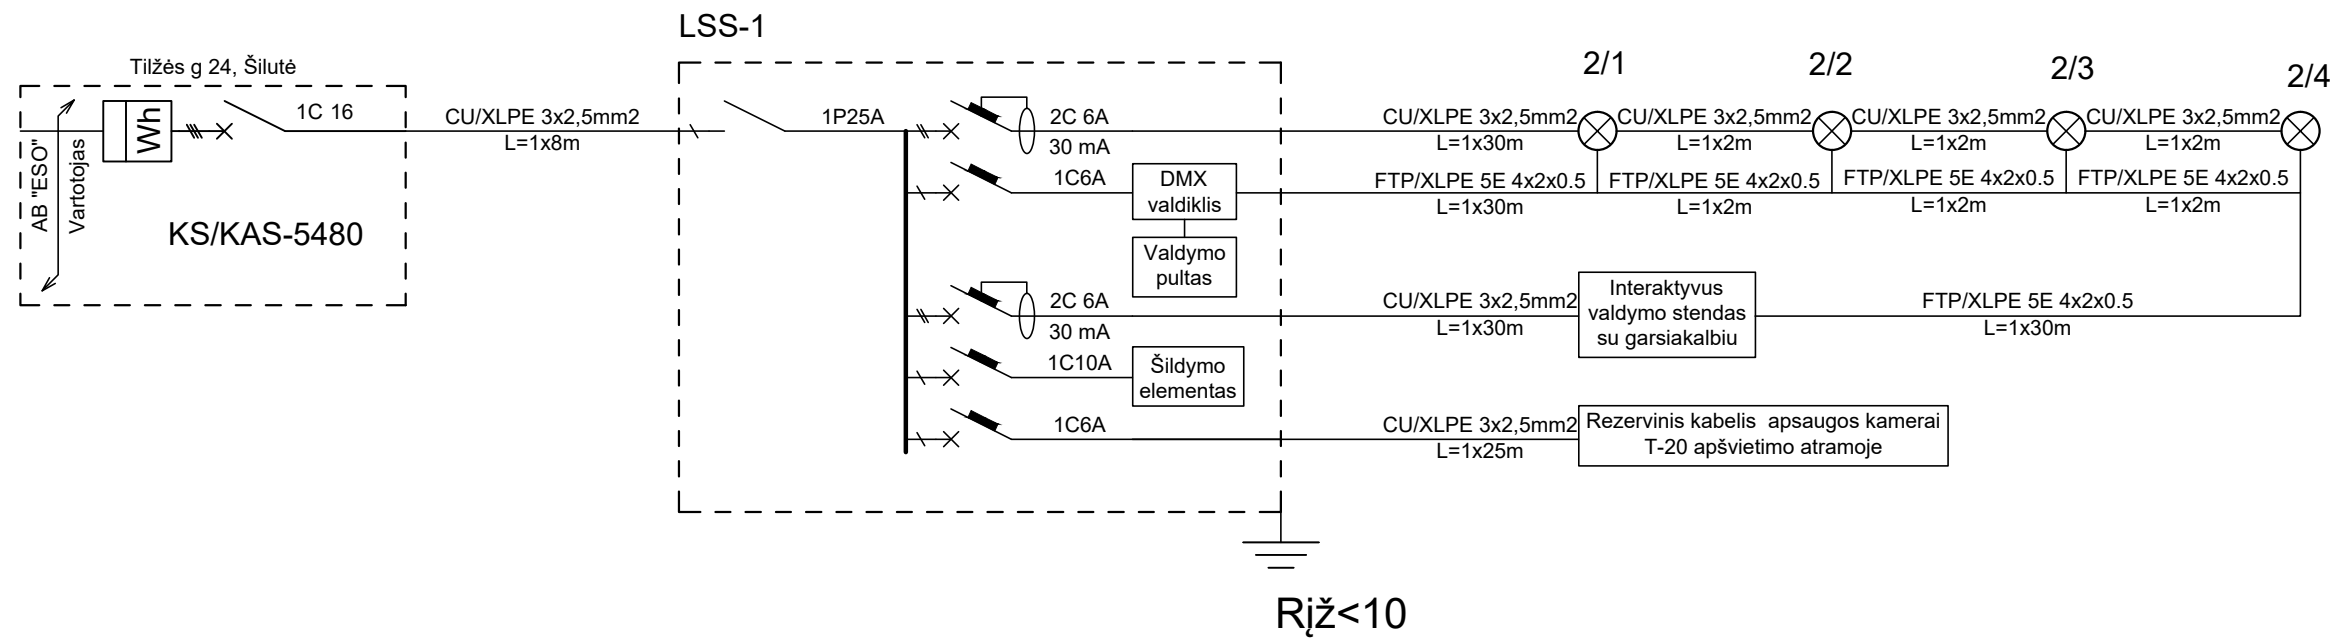 LSS-1
Tilžės g 24, Šilutė
AB "ESO"
Vartotojas
Wh
1C 16
KS/KAS-5480
CU/XLPE 3x2,5mm2
L=1x8m
1P25A
2C 6A
30 mA
1C6A
DMX
valdiklis
Valdymo
pultas
2C 6A
30 mA
1C10A
Šildymo
elementas
1C6A
2/1
2/2
2/3
2/4
CU/XLPE 3x2,5mm2
L=1x30m
CU/XLPE 3x2,5mm2
L=1x2m
CU/XLPE 3x2,5mm2
L=1x2m
CU/XLPE 3x2,5mm2
L=1x2m
FTP/XLPE 5E 4x2x0.5
L=1x30m
FTP/XLPE 5E 4x2x0.5
L=1x2m
FTP/XLPE 5E 4x2x0.5
L=1x2m
FTP/XLPE 5E 4x2x0.5
L=1x2m
CU/XLPE 3x2,5mm2
L=1x30m
Interaktyvus
valdymo stendas
su garsiakalbiu
FTP/XLPE 5E 4x2x0.5
L=1x30m
CU/XLPE 3x2,5mm2
L=1x25m
Rezervinis kabelis apsaugos kamerai
T-20 apšvietimo atramoje
Rįž<10